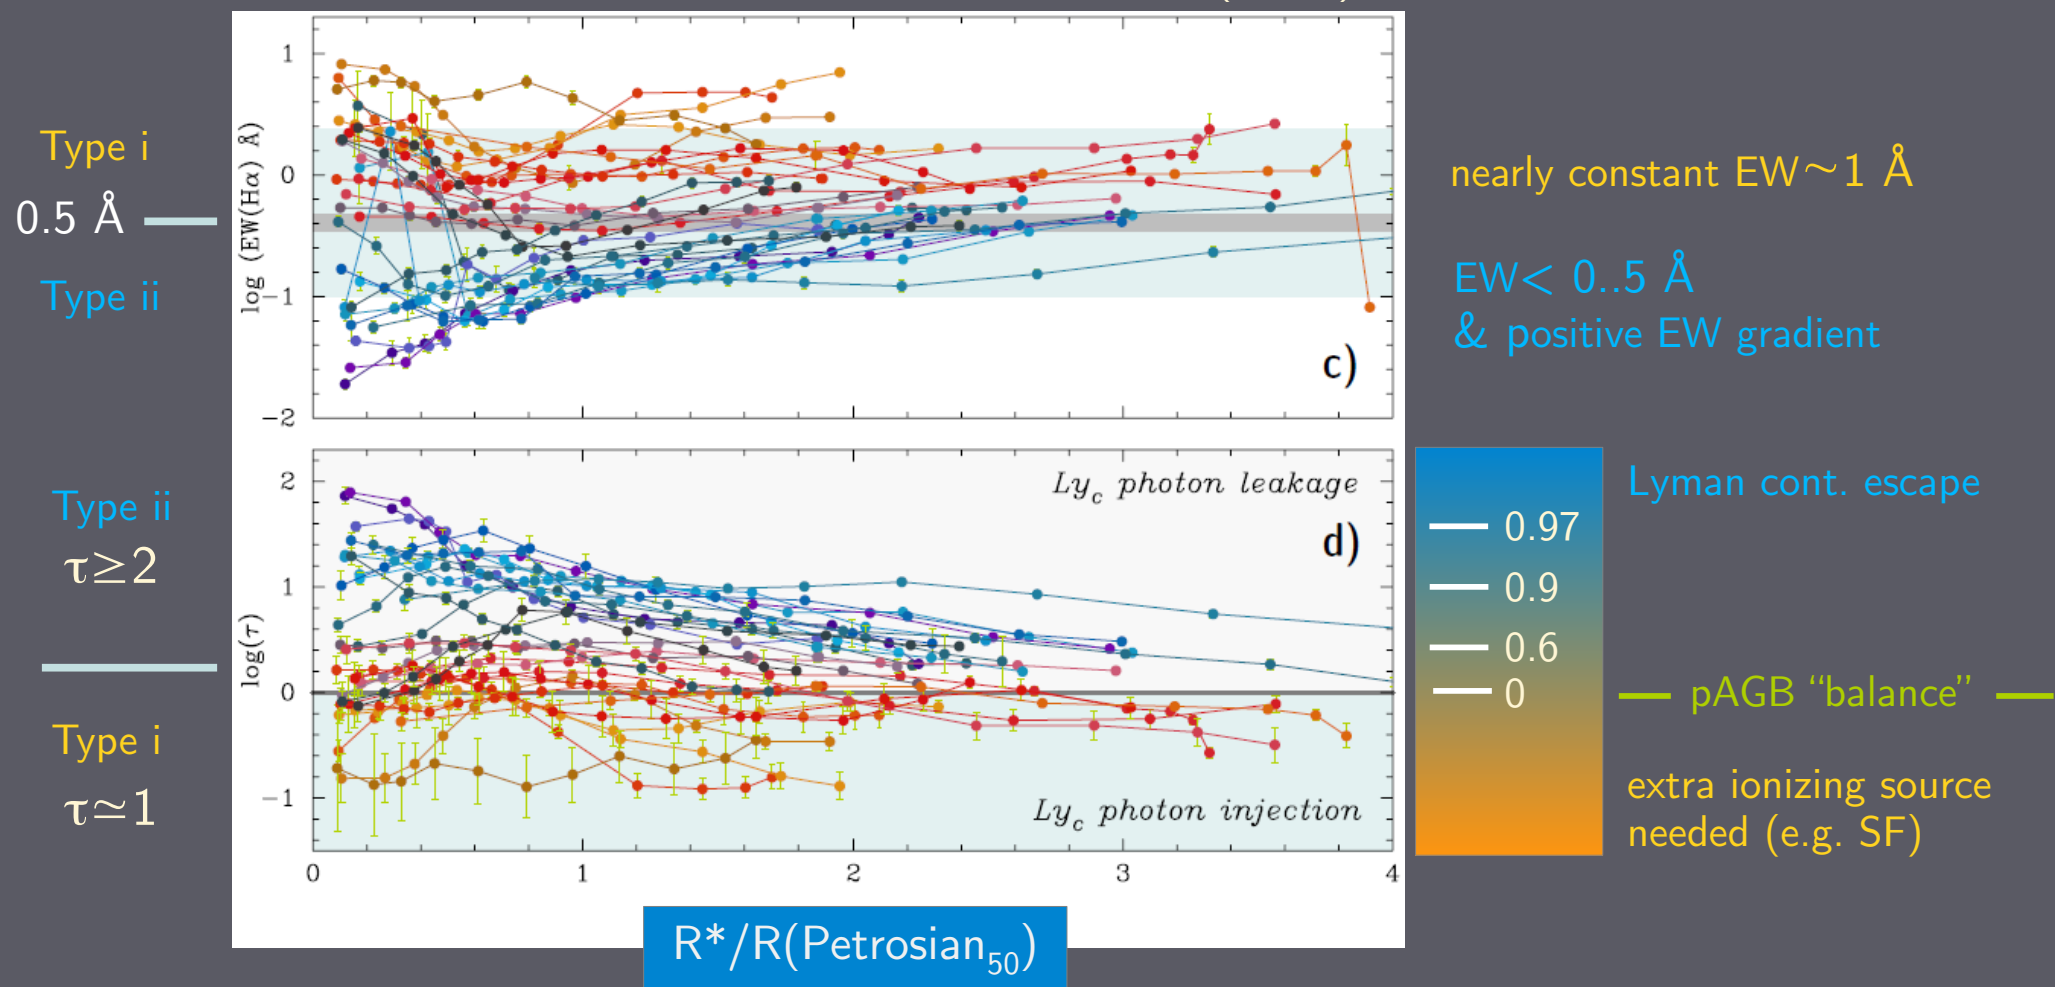 Type i
0.5 Å
Type ii
log (EW(Hα) Å)
1
0
−1
−2
c)
nearly constant EW~1 Å
EW< 0..5 Å
& positive EW gradient
Type ii
τ≥2
Type i
τ≃1
log(τ)
2
1
0
−1
Ly_c photon leakage
d)
Ly_c photon injection
0
1
2
3
4
R*/R(Petrosian₅₀)
Lyman cont. escape
0.97
0.9
0.6
0
pAGB “balance”
extra ionizing source
needed (e.g. SF)